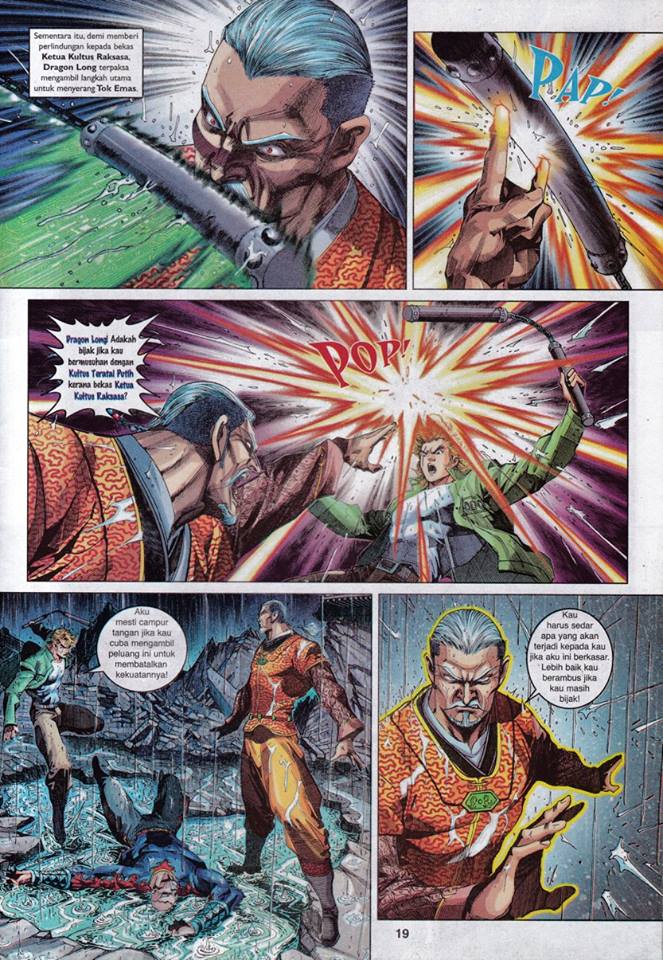 Sementara itu, demi memberi
perlindungan kepada bekas
Ketua Kultus Raksasa,
Dragon Long terpaksa
mengambil langkah utama
untuk menyerang Tok Emas.
PAP!
Dragon Long! Adakah
bijak jika kau
bermusuhan dengan
Kultus Teratai Putih
kerana bekas Ketua
Kultus Raksasa?
POP!
Aku
mesti campur
tangan jika kau
cuba mengambil
peluang ini untuk
membatalkan
kekuatannya!
Kau
harus sedar
apa yang akan
terjadi kepada kau
jika aku ini berkasar.
Lebih baik kau
berambus jika
kau masih
bijak!
19